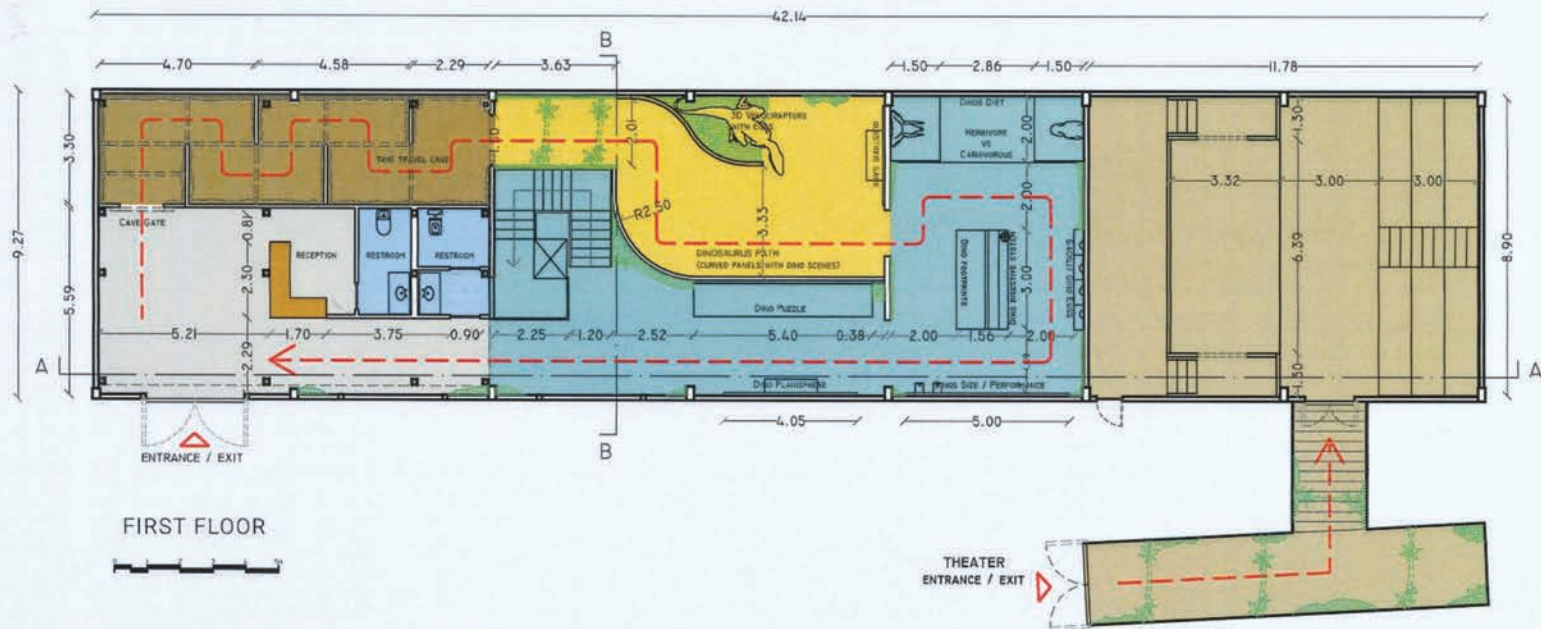 42.14
B
4.70
4.58
2.29
3.63
1.50
2.86
1.50
11.78
9.27
3.30
5.59
1.10
2.01
3D VELOCIRAPTORS
WITH EGGS
DINOS DIET
HERBIVORE
VS
CARNIVOROUS
2.00
1.30
TIME TRAVEL CAVE
CAVE GATE
RECEPTION
RESTROOM
RESTROOM
0.81
2.30
R2.50
3.33
DINOSAURUS PATH
(CURVED PANELS WITH DINO SCENES)
2.00
3.00
DINO FOOTPRINTS
3.32
3.00
3.00
6.39
8.90
DINO PUZZLE
5.21
1.70
3.75
0.90
2.25
1.20
2.52
5.40
0.38
2.00
1.56
2.00
2.29
A
DINO PLANISPHERE
DINOS SIZE / PERFORMANCE
1.30
A
4.05
5.00
B
ENTRANCE / EXIT
FIRST FLOOR
THEATER
ENTRANCE / EXIT